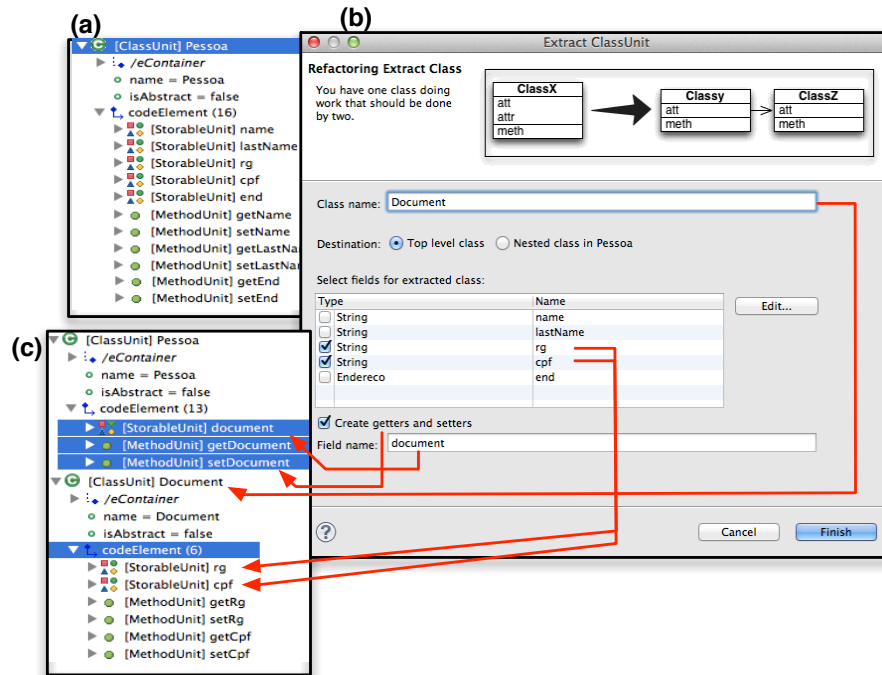 (a)
[ClassUnit] Pessoa
/eContainer
name = Pessoa
isAbstract = false
codeElement (16)
[StorableUnit] name
[StorableUnit] lastName
[StorableUnit] rg
[StorableUnit] cpf
[StorableUnit] end
[MethodUnit] getName
[MethodUnit] setName
[MethodUnit] getLastNar
[MethodUnit] setLastNar
[MethodUnit] getEnd
[MethodUnit] setEnd
(b)
Extract ClassUnit
Refactoring Extract Class
You have one class doing
work that should be done
by two.
ClassX
att
attr
meth
Classy
att
meth
ClassZ
att
meth
Class name: Document
Destination: Top level class Nested class in Pessoa
Select fields for extracted class:
Type Name
String name
String lastName
String rg
String cpf
Endereco end
Edit...
Create getters and setters
Field name: document
?
Cancel Finish
(c)
[ClassUnit] Pessoa
/eContainer
name = Pessoa
isAbstract = false
codeElement (13)
[StorableUnit] document
[MethodUnit] getDocument
[MethodUnit] setDocument
[ClassUnit] Document
/eContainer
name = Document
isAbstract = false
codeElement (6)
[StorableUnit] rg
[StorableUnit] cpf
[MethodUnit] getRg
[MethodUnit] setRg
[MethodUnit] getCpf
[MethodUnit] setCpf